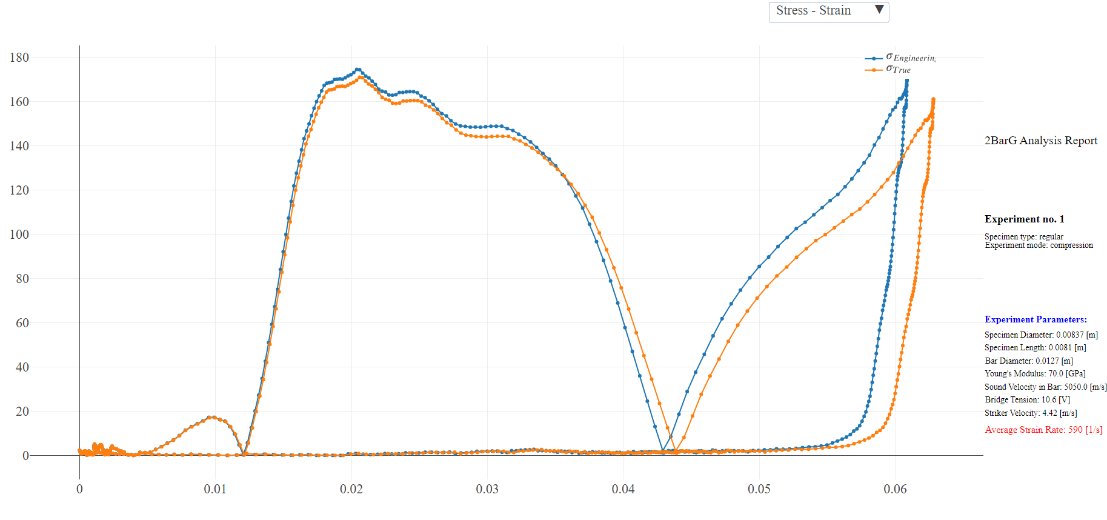 Stress - Strain ▼
σEngineerin,
σTrue
180
160
140
120
100
80
60
40
20
0
0 0.01 0.02 0.03 0.04 0.05 0.06
2BarG Analysis Report
Experiment no. 1
Specimen type: regular
Experiment mode: compression
Experiment Parameters:
Specimen Diameter: 0.00837 [m]
Specimen Length: 0.0081 [m]
Bar Diameter: 0.0127 [m]
Young's Modulus: 70.0 [GPa]
Sound Velocity in Bar: 5050.0 [m/s]
Bridge Tension: 10.6 [V]
Striker Velocity: 4.42 [m/s]
Average Strain Rate: 590 [1/s]